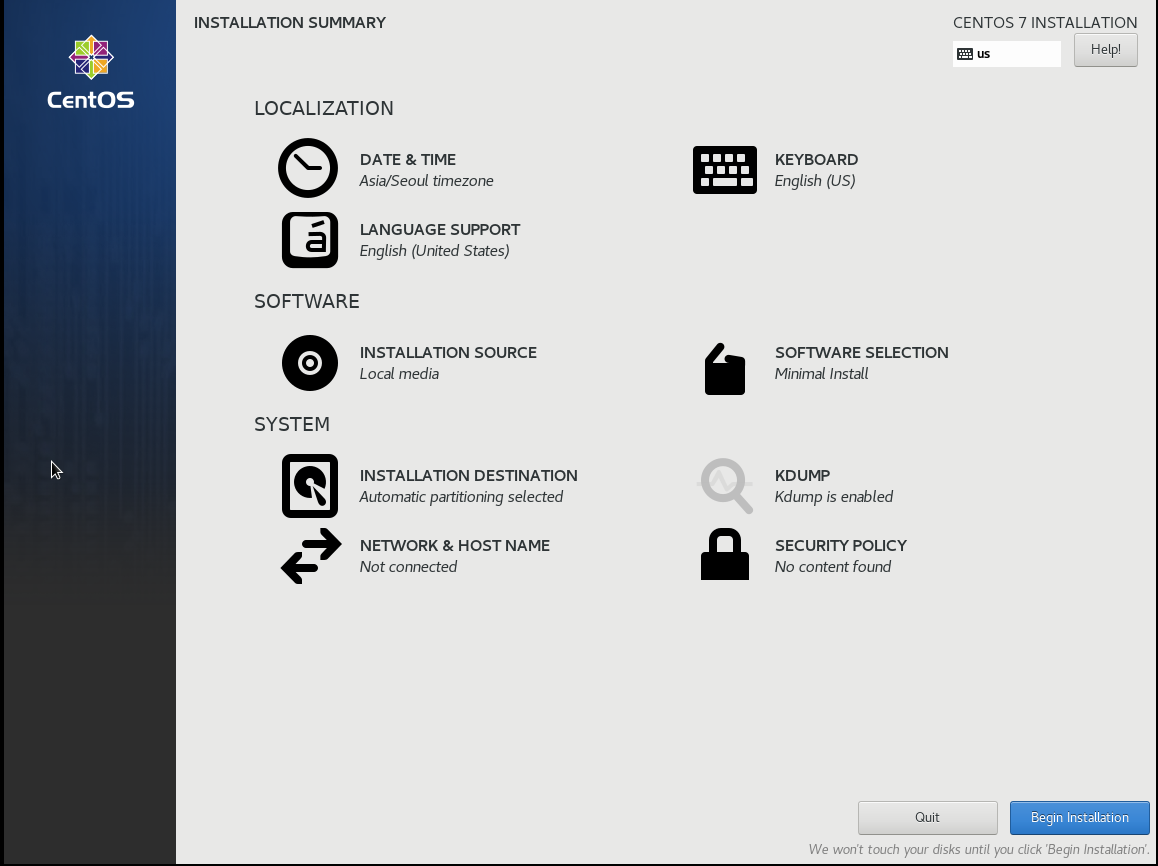 CentOS
INSTALLATION SUMMARY
CENTOS 7 INSTALLATION
us
Help!
LOCALIZATION
DATE & TIME
Asia/Seoul timezone
KEYBOARD
English (US)
á
LANGUAGE SUPPORT
English (United States)
SOFTWARE
INSTALLATION SOURCE
Local media
SOFTWARE SELECTION
Minimal Install
SYSTEM
INSTALLATION DESTINATION
Automatic partitioning selected
KDUMP
Kdump is enabled
NETWORK & HOST NAME
Not connected
SECURITY POLICY
No content found
Quit
Begin Installation
We won't touch your disks until you click 'Begin Installation'.